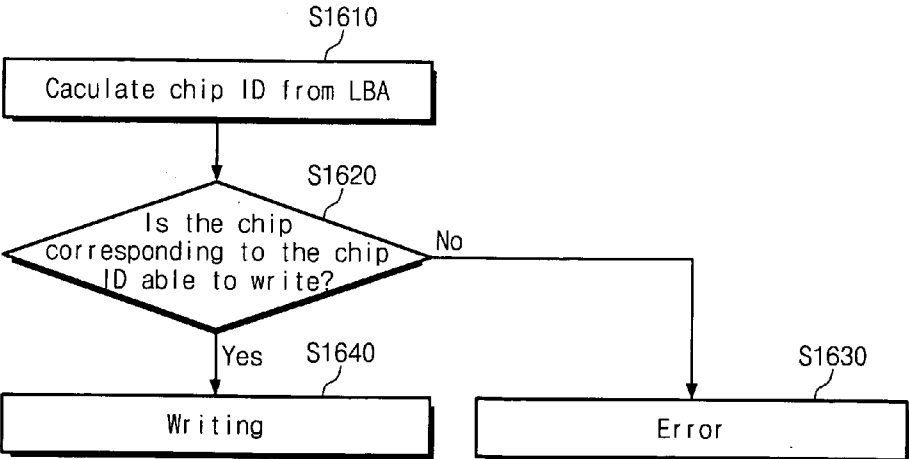 S1610
Caculate chip ID from LBA
S1620
Is the chip
corresponding to the chip
ID able to write?
No
Yes
S1640
S1630
Writing
Error